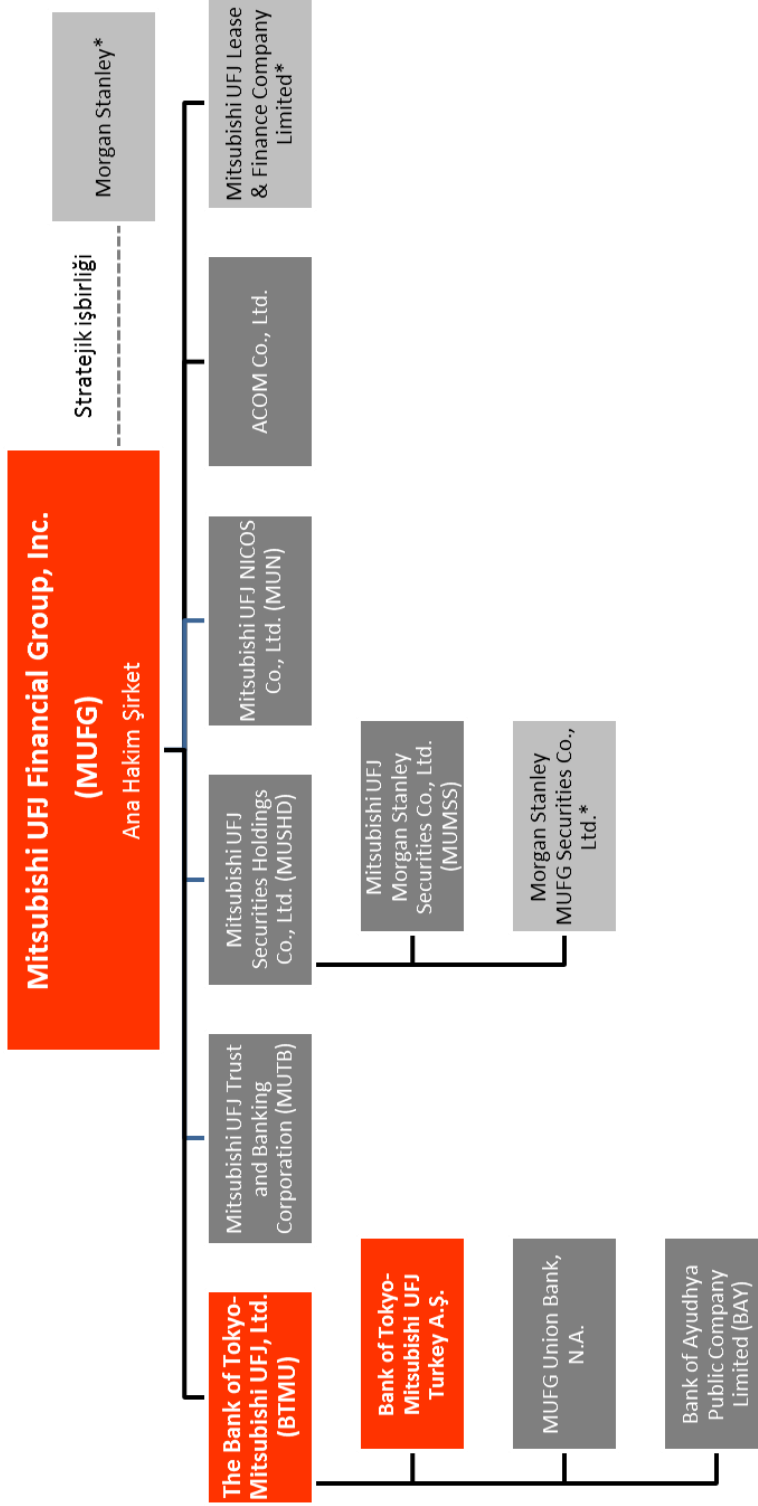 Mitsubishi UFJ Financial Group, Inc.
(MUFG)
Ana Hakim Şirket
Stratejik işbirliği
Morgan Stanley*
The Bank of Tokyo-
Mitsubishi UFJ, Ltd.
(BTMU)
Mitsubishi UFJ Trust
and Banking
Corporation (MUTB)
Mitsubishi UFJ
Securities Holdings
Co., Ltd. (MUSHD)
Mitsubishi UFJ NICOS
Co., Ltd. (MUN)
ACOM Co., Ltd.
Mitsubishi UFJ Lease
& Finance Company
Limited*
Bank of Tokyo-
Mitsubishi UFJ
Turkey A.Ş.
Mitsubishi UFJ
Morgan Stanley
Securities Co., Ltd.
(MUMSS)
MUFG Union Bank,
N.A.
Morgan Stanley
MUFG Securities Co.,
Ltd.*
Bank of Ayudhya
Public Company
Limited (BAY)